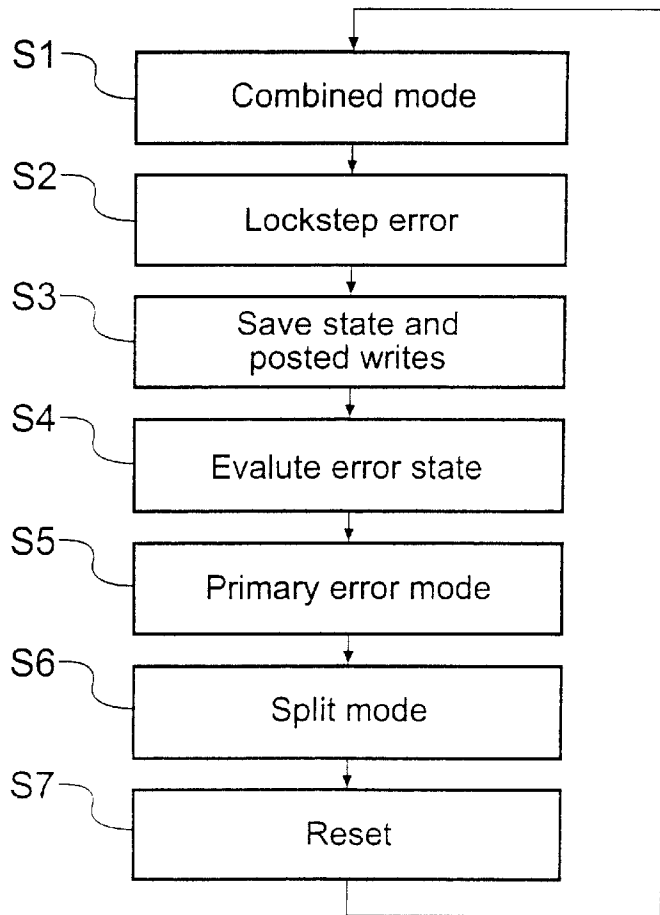 S1
Combined mode
S2
Lockstep error
S3
Save state and
posted writes
S4
Evalute error state
S5
Primary error mode
S6
Split mode
S7
Reset